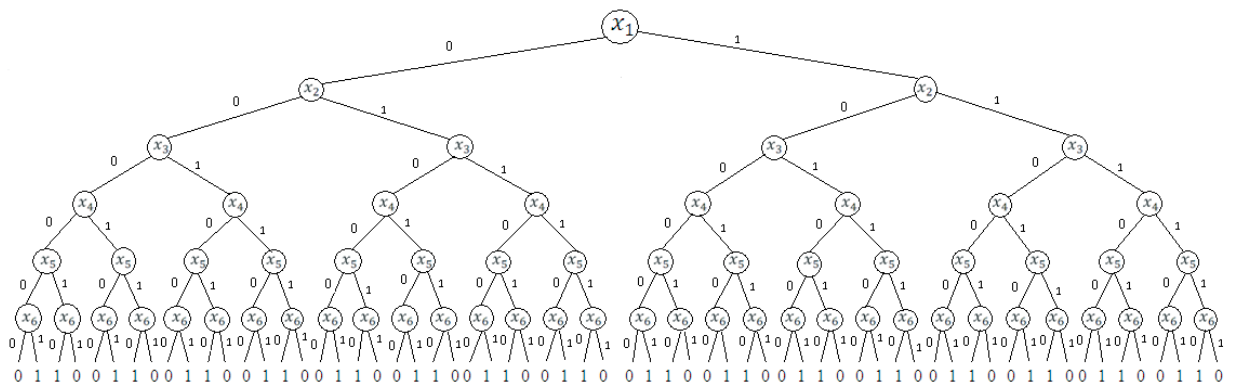 x₁
0 1
x₂ x₂
0 1 0 1
x₃ x₃ x₃ x₃
0 1 0 1 0 1 0 1
x₄ x₄ x₄ x₄ x₄ x₄ x₄ x₄
0 1 0 1 0 1 0 1 0 1 0 1 0 1 0 1
x₅ x₅ x₅ x₅ x₅ x₅ x₅ x₅ x₅ x₅ x₅ x₅ x₅ x₅ x₅ x₅
0 1 0 1 0 1 0 1 0 1 0 1 0 1 0 1 0 1 0 1 0 1 0 1 0 1 0 1 0 1 0 1
x₆ x₆ x₆ x₆ x₆ x₆ x₆ x₆ x₆ x₆ x₆ x₆ x₆ x₆ x₆ x₆ x₆ x₆ x₆ x₆ x₆ x₆ x₆ x₆ x₆ x₆ x₆ x₆ x₆ x₆ x₆ x₆
0 1 1 0 0 1 1 0 0 1 1 0 0 1 1 0 0 1 1 0 0 1 1 0 0 1 1 0 0 1 1 0 0 1 1 0 0 1 1 0 0 1 1 0 0 1 1 0 0 1 1 0 0 1 1 0 0 1 1 0 0 1 1 0